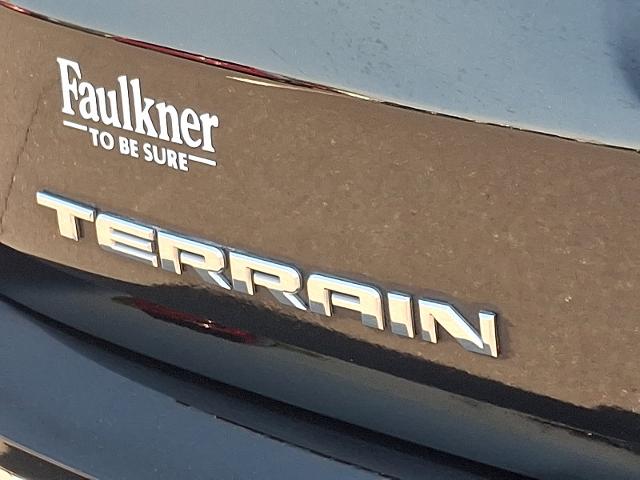 Faulkner
TO BE SURE
TERRAIN